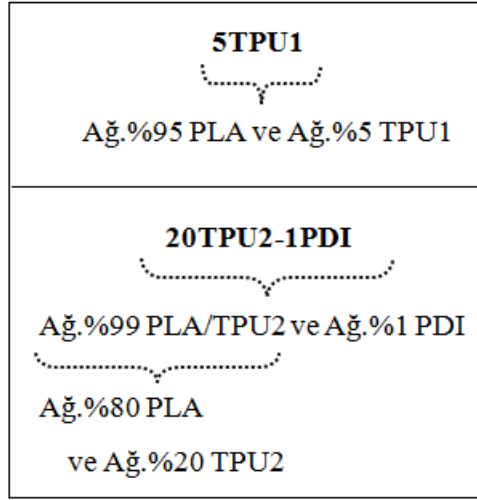 5TPU1
Ağ.%95 PLA ve Ağ.%5 TPU1
20TPU2-1PDI
Ağ.%99 PLA/TPU2 ve Ağ.%1 PDI
Ağ.%80 PLA
ve Ağ.%20 TPU2